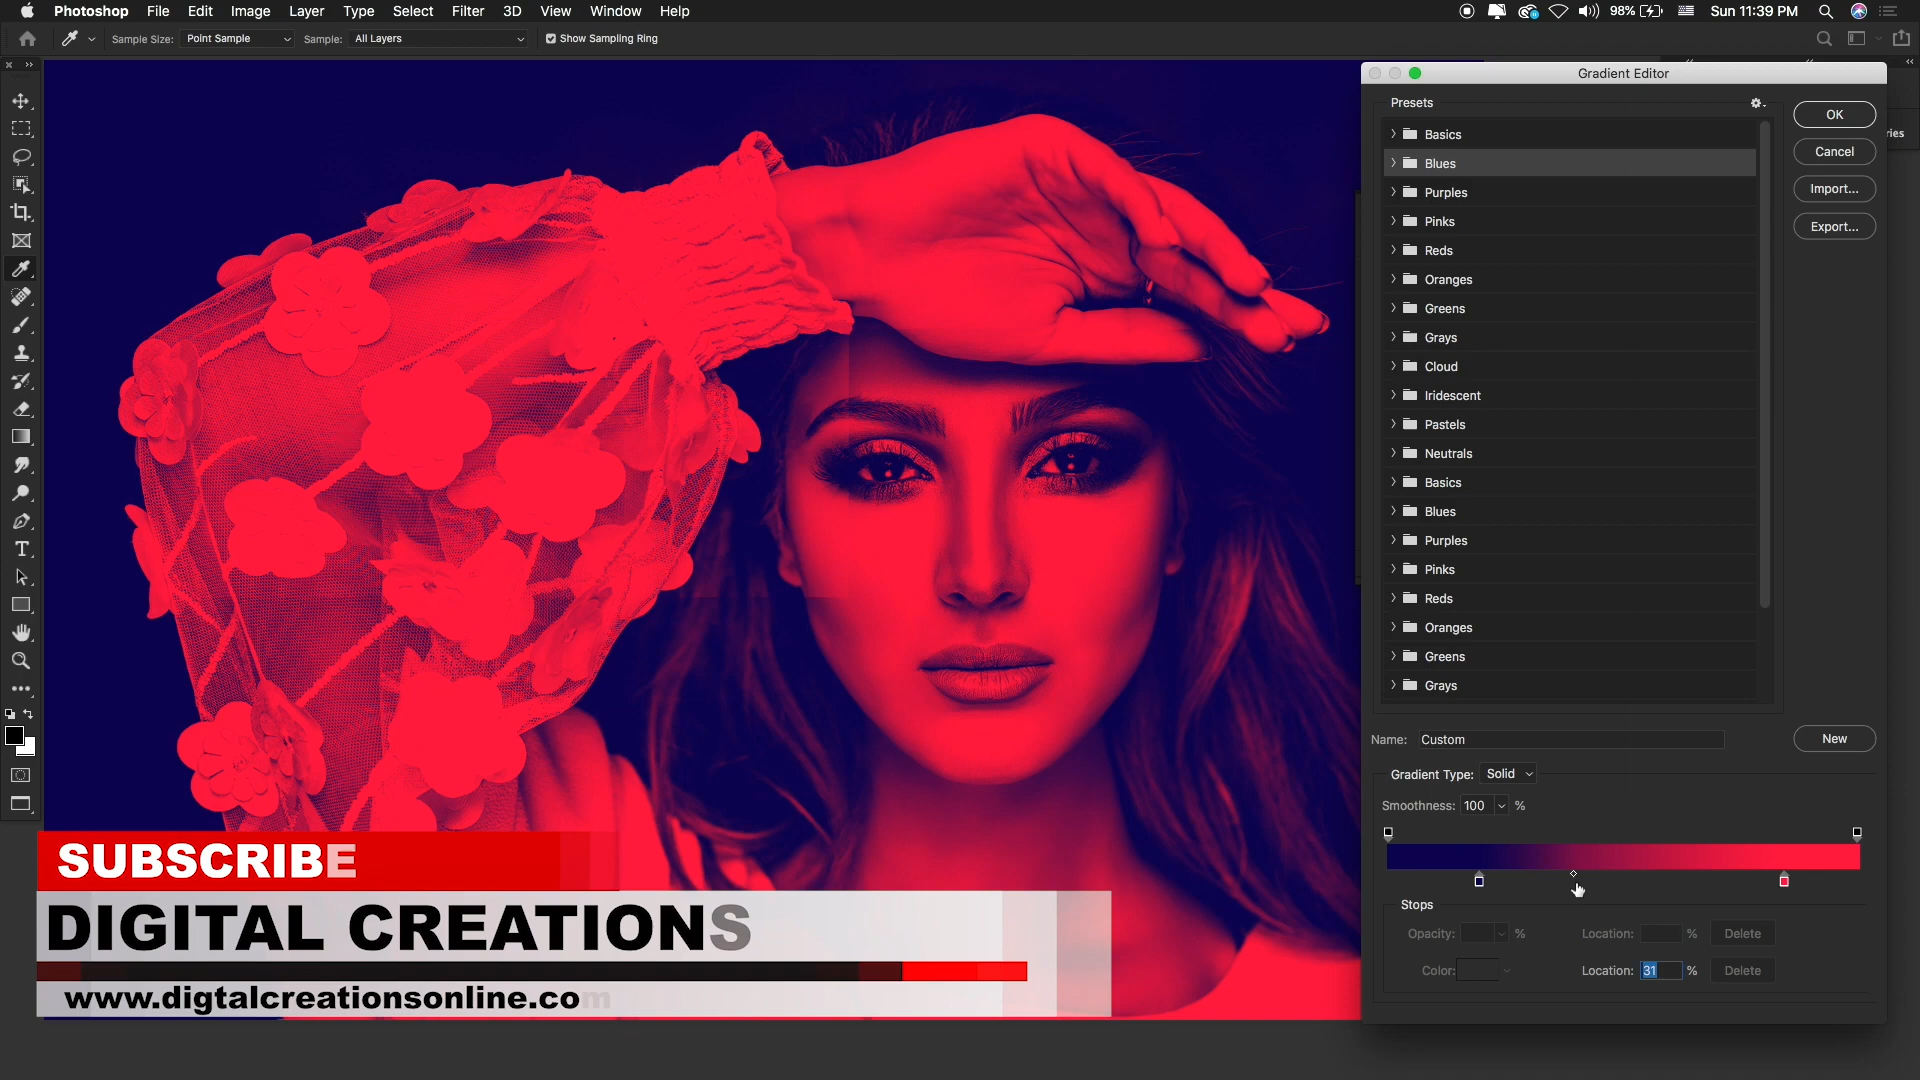 Photoshop File Edit Image Layer Type Select Filter 3D View Window Help
98% Sun 11:39 PM
Sample Size: Point Sample Sample: All Layers Show Sampling Ring
Gradient Editor
Presets
Basics
Blues
Purples
Pinks
Reds
Oranges
Greens
Grays
Cloud
Iridescent
Pastels
Neutrals
Basics
Blues
Purples
Pinks
Reds
Oranges
Greens
Grays
OK
Cancel
Import...
Export...
ries
Name: Custom
New
Gradient Type: Solid
Smoothness: 100 %
Stops
Opacity: % Location: % Delete
Color: Location: 31 % Delete
SUBSCRIBE
DIGITAL CREATIONS
www.digtalcreationsonline.com